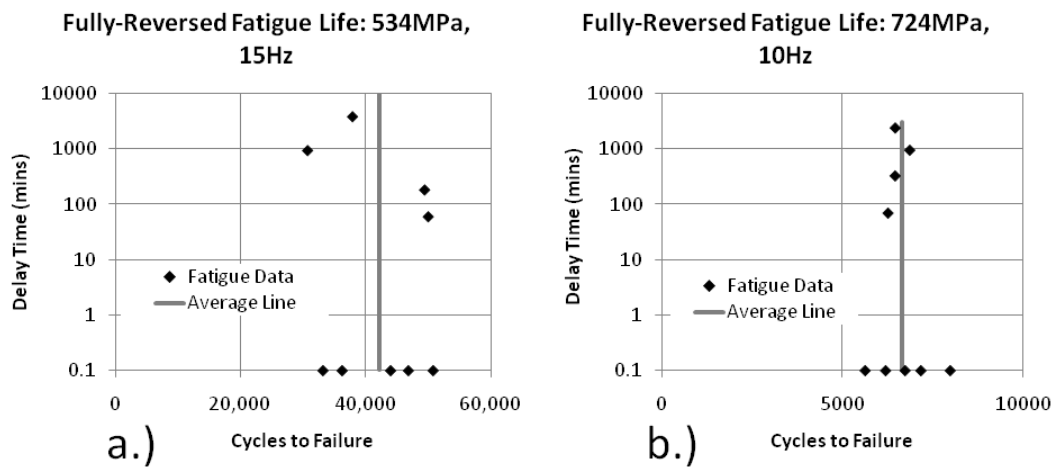 Fully-Reversed Fatigue Life: 534MPa,
15Hz
10000
1000
100
10
1
0.1
Delay Time (mins)
Fatigue Data
Average Line
0
20,000
40,000
60,000
Cycles to Failure
a.)
Fully-Reversed Fatigue Life: 724MPa,
10Hz
10000
1000
100
10
1
0.1
Delay Time (mins)
Fatigue Data
Average Line
0
5000
10000
Cycles to Failure
b.)